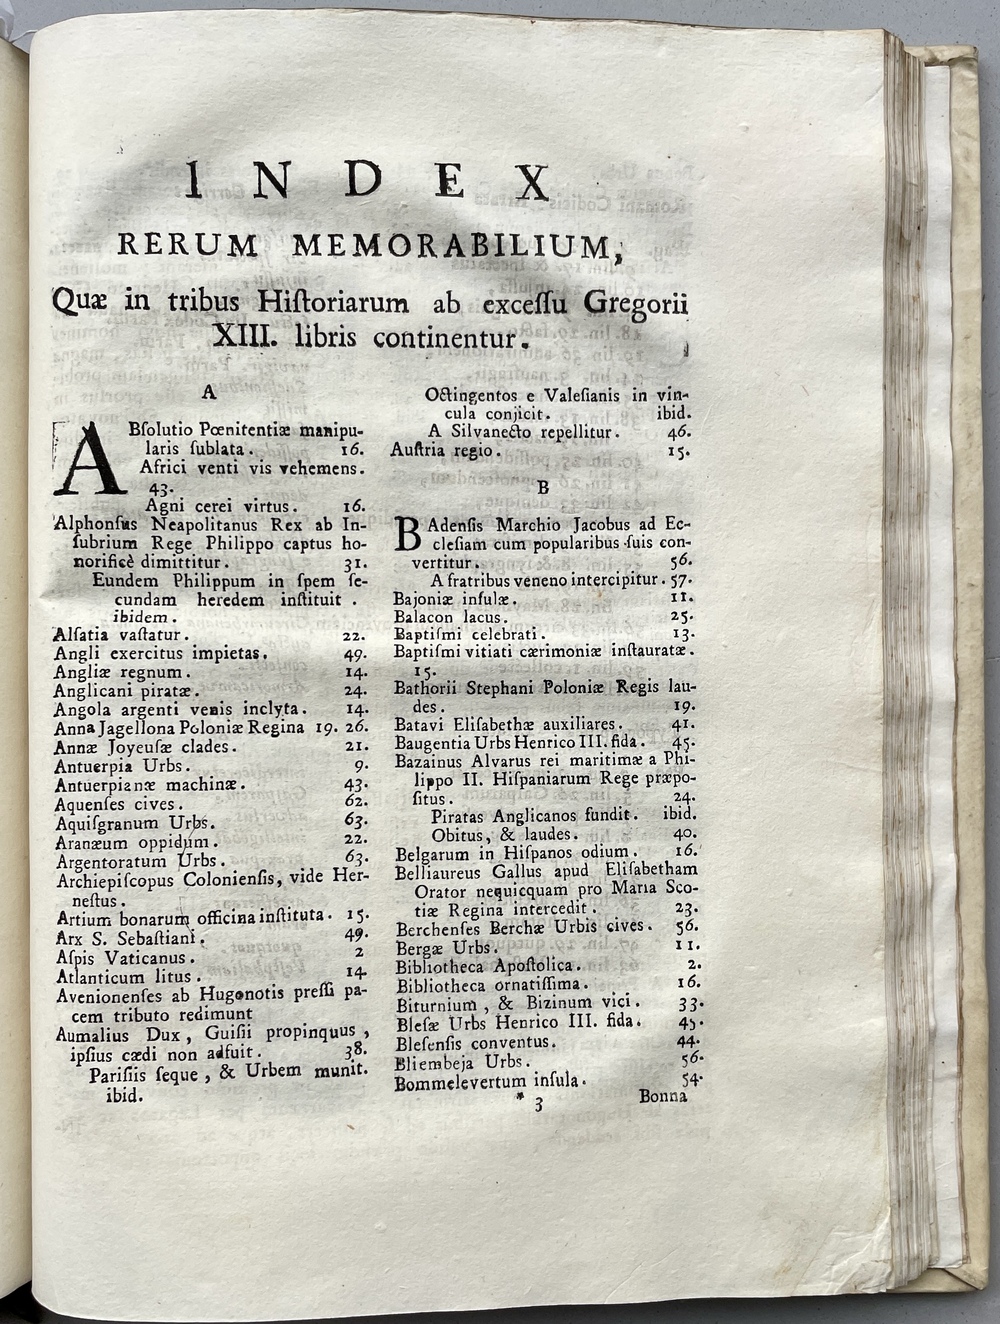 INDEX
RERUM MEMORABILIUM,
Quæ in tribus Hiſtoriarum ab exceſſu Gregorii
XIII. libris continentur.
A
ABſolutio Pœnitentiæ manipu-
laris ſublata. 16.
Africi venti vis vehemens.
43.
Agni cerei virtus. 16.
Alphonſus Neapolitanus Rex ab In-
ſubrium Rege Philippo captus ho-
norificè dimittitur. 31.
Eundem Philippum in ſpem ſe-
cundam heredem inſtituit.
ibidem.
Alſatia vaſtatur. 22.
Angli exercitus impietas. 49.
Angliæ regnum. 14.
Anglicani piratæ. 24.
Angola argenti venis inclyta. 14.
Anna Jagellona Poloniæ Regina 19. 26.
Annæ Joyeuſæ clades. 21.
Antuerpia Urbs. 9.
Antuerpianæ machinæ. 43.
Aquenſes cives. 62.
Aquiſgranum Urbs. 63.
Aranæum oppidum. 22.
Argentoratum Urbs. 63.
Archiepiſcopus Colonienſis, vide Her-
neſtus.
Artium bonarum officina inſtituta. 15.
Arx S. Sebaſtiani. 49.
Aſpis Vaticanus. 2
Atlanticum litus. 14
Avenionenſes ab Hugonotis preſſi pa-
cem tributo redimunt
Aumalius Dux, Guiſii propinquus,
ipſius cædi non adfuit. 38.
Pariſiis ſeque, & Urbem munit.
ibid.
Octingentos e Valeſianis in vin-
cula conjicit. ibid.
A Silvanecto repellitur. 46.
Auſtria regio. 15.
B
BAdenſis Marchio Jacobus ad Ec-
cleſiam cum popularibus ſuis con-
vertitur. 56.
A fratribus veneno intercipitur. 57.
Bajoniæ inſulæ. 11.
Balacon lacus. 25.
Baptiſmi celebrati. 13.
Baptiſmi vitiati cærimoniæ inſtauratæ.
15.
Bathorii Stephani Poloniæ Regis lau-
des. 19.
Batavi Eliſabethæ auxiliares. 41.
Baugentia Urbs Henrico III. fida. 45.
Bazainus Alvarus rei maritimæ a Phi-
lippo II. Hiſpaniarum Rege præpo-
ſitus. 24.
Piratas Anglicanos fundit. ibid.
Obitus, & laudes. 40.
Belgarum in Hiſpanos odium. 16.
Belliaureus Gallus apud Eliſabetham
Orator nequicquam pro Maria Sco-
tiæ Regina intercedit. 23.
Berchenſes Berchæ Urbis cives. 56.
Bergæ Urbs. 11.
Bibliotheca Apoſtolica. 2.
Bibliotheca ornatiſſima. 16.
Biturnium, & Bizinum vici. 33.
Bleſæ Urbs Henrico III. fida. 45.
Bleſenſis conventus. 44.
Bliembeja Urbs. 56.
Bommelevertum inſula. 54.
* 3 Bonna